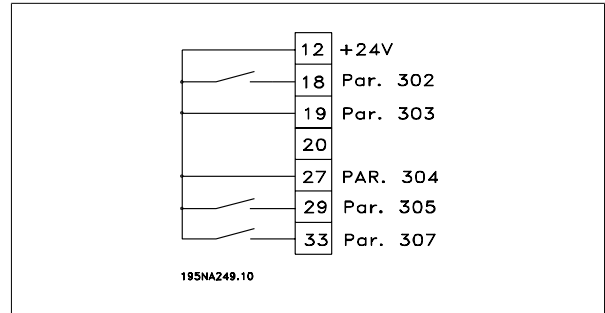 12 +24V
18 Par. 302
19 Par. 303
20
27 PAR. 304
29 Par. 305
33 Par. 307
195NA249.10